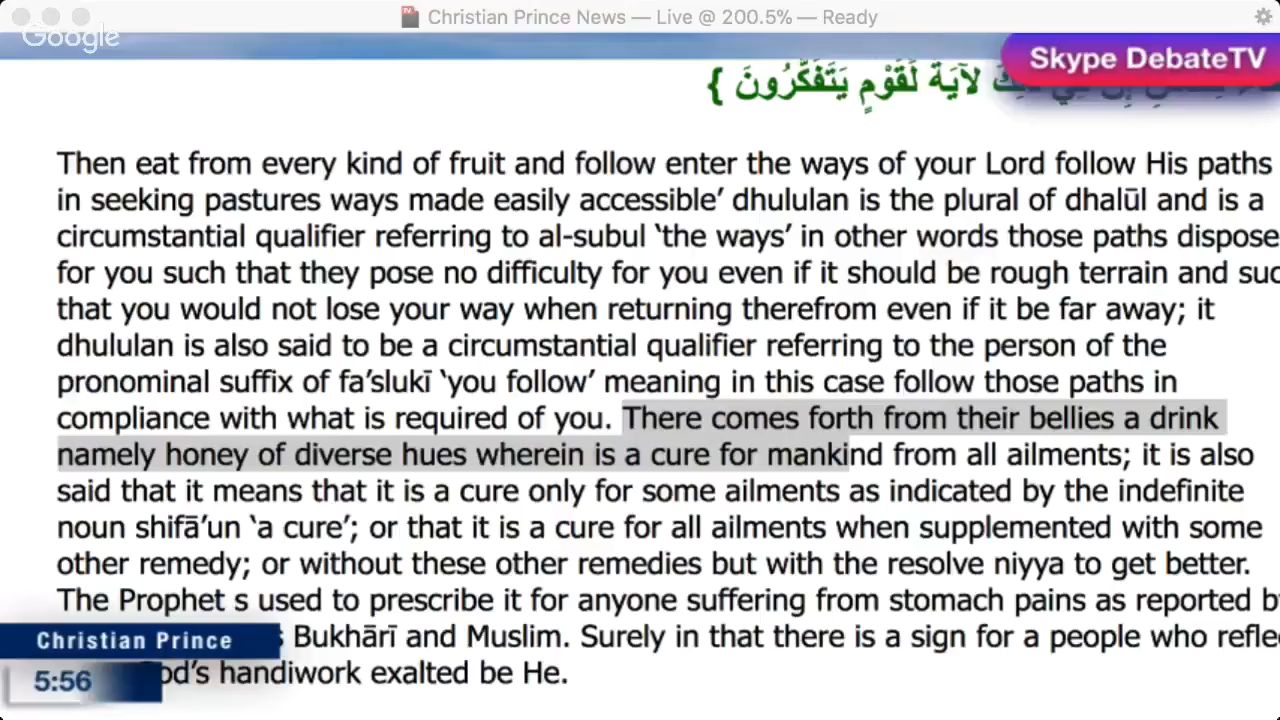 Christian Prince News — Live @ 200.5% — Ready
Google
Skype DebateTV
لَآيَةً لِّقَوْمٍ يَتَفَكَّرُونَ }
Then eat from every kind of fruit and follow enter the ways of your Lord follow His paths
in seeking pastures ways made easily accessible’ dhululan is the plural of dhalūl and is a
circumstantial qualifier referring to al-subul ‘the ways’ in other words those paths dispose
for you such that they pose no difficulty for you even if it should be rough terrain and suc
that you would not lose your way when returning therefrom even if it be far away; it
dhululan is also said to be a circumstantial qualifier referring to the person of the
pronominal suffix of fa’slukī ‘you follow’ meaning in this case follow those paths in
compliance with what is required of you. There comes forth from their bellies a drink
namely honey of diverse hues wherein is a cure for mankind from all ailments; it is also
said that it means that it is a cure only for some ailments as indicated by the indefinite
noun shifā’un ‘a cure’; or that it is a cure for all ailments when supplemented with some
other remedy; or without these other remedies but with the resolve niyya to get better.
The Prophet s used to prescribe it for anyone suffering from stomach pains as reported b
Bukhārī and Muslim. Surely in that there is a sign for a people who refle
od’s handiwork exalted be He.
Christian Prince
5:56